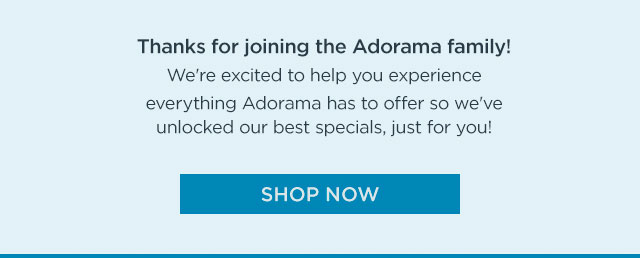 Thanks for joining the Adorama family!
We're excited to help you experience
everything Adorama has to offer so we've
unlocked our best specials, just for you!
SHOP NOW